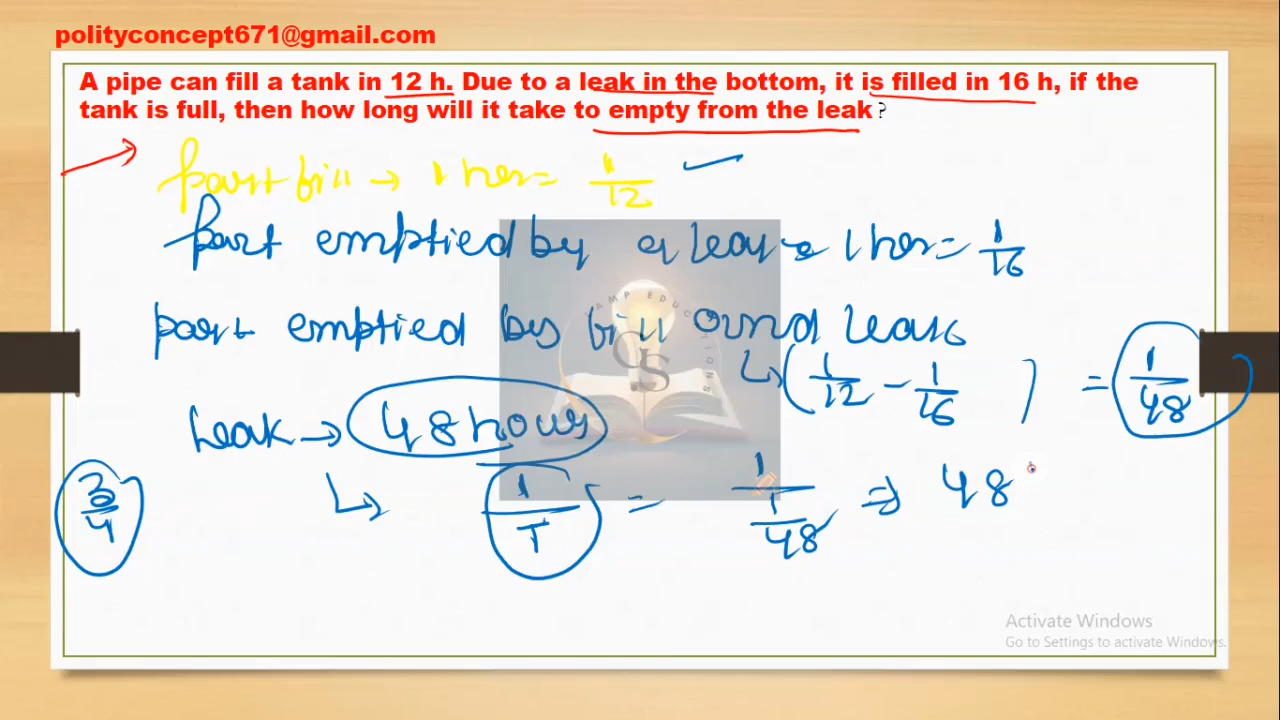 polityconcept671@gmail.com
A pipe can fill a tank in 12 h. Due to a leak in the bottom, it is filled in 16 h, if the
tank is full, then how long will it take to empty from the leak?
part fill → 1 hor = 1/12
part emptied by a leak → 1 hor = 1/16
part emptied by fill and leak
↳ (1/12 - 1/16) = 1/48
Leak → 48 hours
3/4
↳ 1/T = 1/(1/48) ⇒ 48
Activate Windows
Go to Settings to activate Windows.